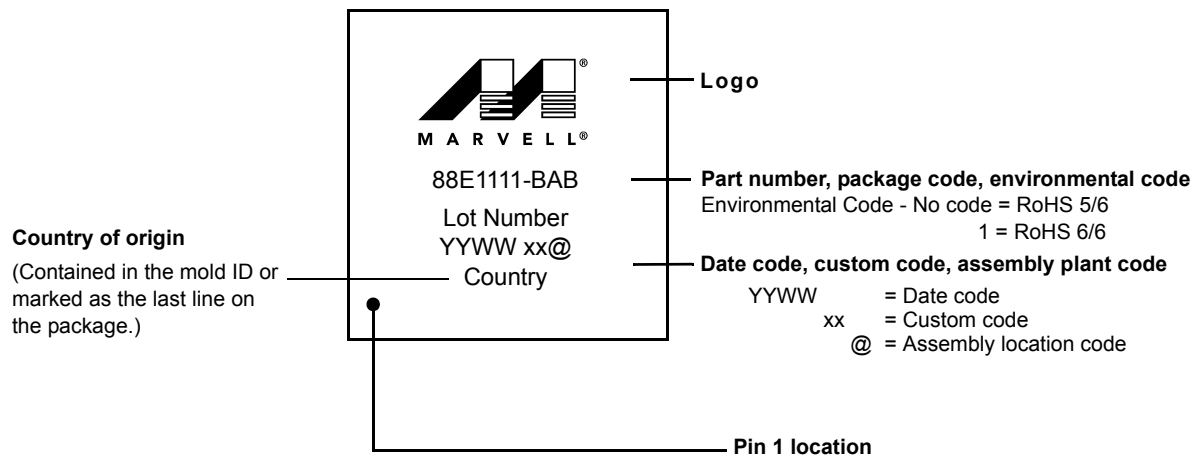 ®
MARVELL®
88E1111-BAB
Lot Number
YYWW xx@
Country
Logo
Part number, package code, environmental code
Environmental Code - No code = RoHS 5/6
1 = RoHS 6/6
Date code, custom code, assembly plant code
YYWW = Date code
xx = Custom code
@ = Assembly location code
Country of origin
(Contained in the mold ID or
marked as the last line on
the package.)
Pin 1 location